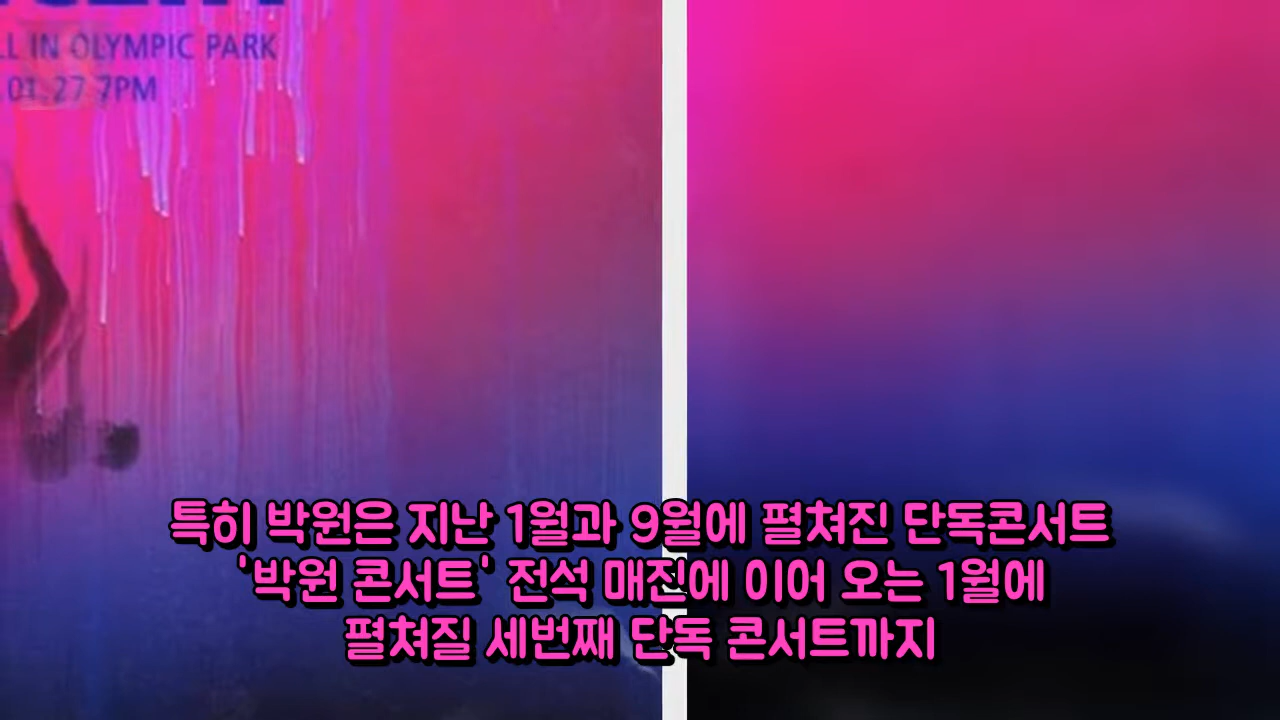 LL IN OLYMPIC PARK
.01.27 7PM
특히 박원은 지난 1월과 9월에 펼쳐진 단독콘서트
'박원 콘서트' 전석 매진에 이어 오는 1월에
펼쳐질 세번째 단독 콘서트까지